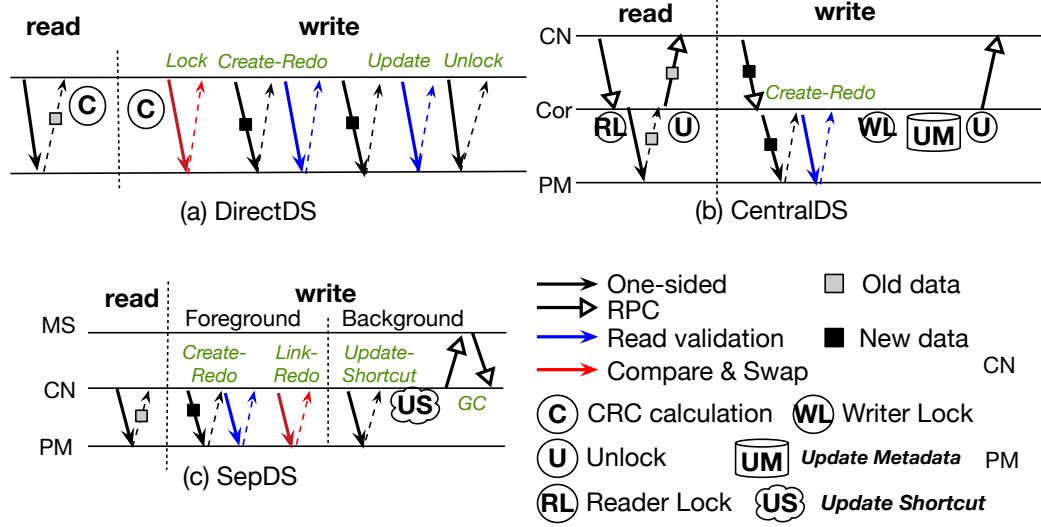 read
write
Lock
Create-Redo
Update
Unlock
C
C
(a) DirectDS
read
write
CN
Create-Redo
Cor
RL
U
WL
UM
U
PM
(b) CentralDS
read
write
MS
Foreground
Background
Create-
Redo
Link-
Redo
Update-
Shortcut
CN
US
GC
PM
(c) SepDS
One-sided
Old data
RPC
Read validation
New data
Compare & Swap
CN
C CRC calculation
WL Writer Lock
U Unlock
UM Update Metadata
PM
RL Reader Lock
US Update Shortcut